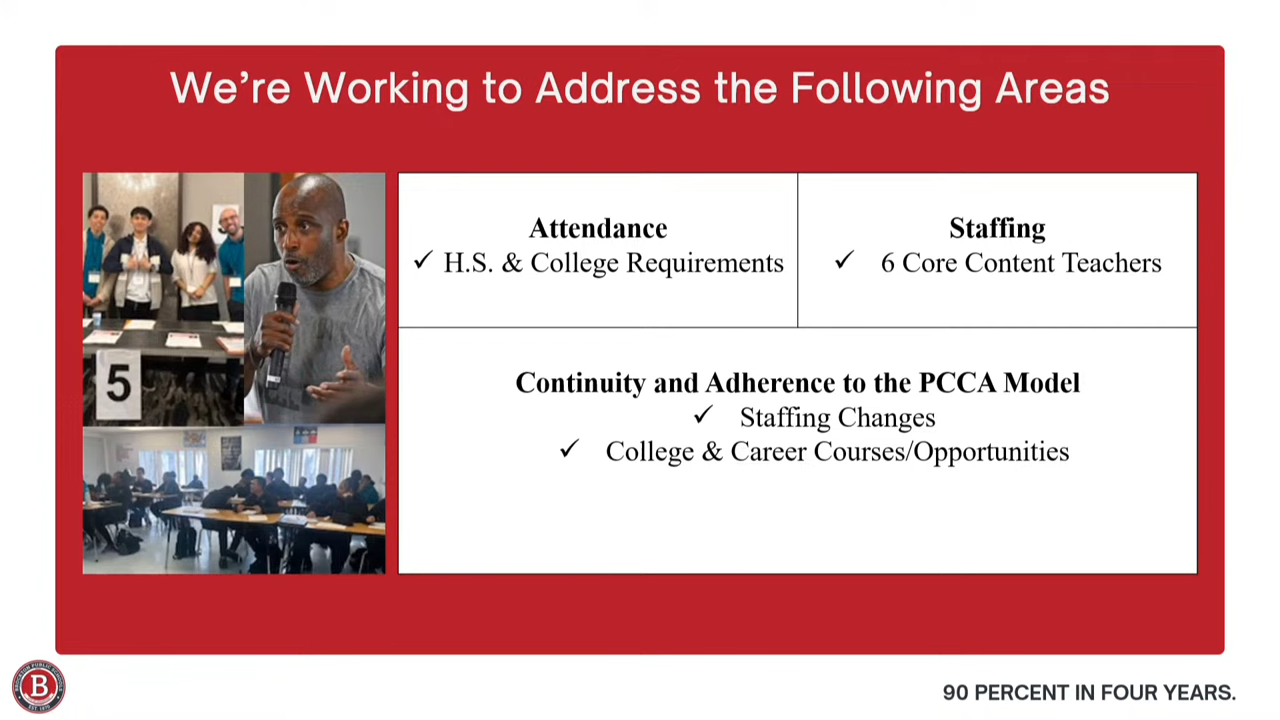 We're Working to Address the Following Areas
Attendance
✓ H.S. & College Requirements
Staffing
✓ 6 Core Content Teachers
Continuity and Adherence to the PCCA Model
✓ Staffing Changes
✓ College & Career Courses/Opportunities
5
B
90 PERCENT IN FOUR YEARS.